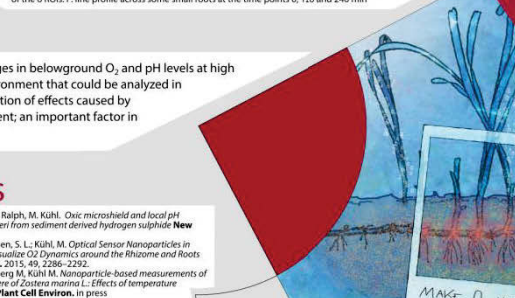 of the 6 ROIs. F: line profile across some small roots at the time points 0, 120 and 240 min
ges in belowground O₂ and pH levels at high
ronment that could be analyzed in
tion of effects caused by
ent; an important factor in
S
Ralph, M. Kühl. Oxic microshield and local pH
eri from sediment derived hydrogen sulphide New
en, S. L.; Kühl, M. Optical Sensor Nanoparticles in
sualize O2 Dynamics around the Rhizome and Roots
. 2015, 49, 2286–2292.
berg M, Kühl M. Nanoparticle-based measurements of
ere of Zostera marina L.: Effects of temperature
Plant Cell Environ. in press
MAKE